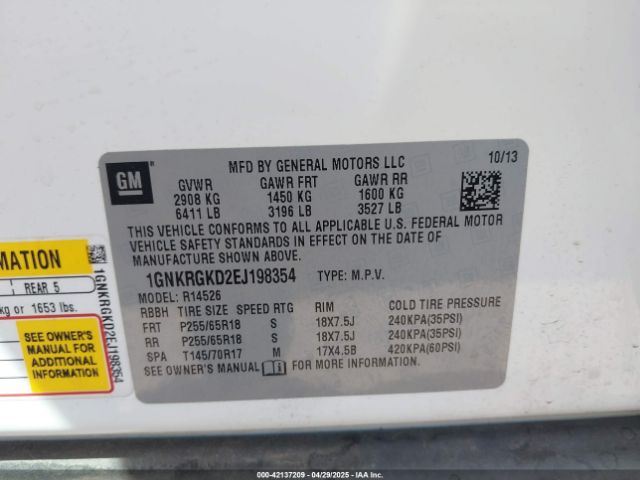 GM
MFD BY GENERAL MOTORS LLC 10/13
GVWR GAWR FRT GAWR RR
2908 KG 1450 KG 1600 KG
6411 LB 3196 LB 3527 LB
THIS VEHICLE CONFORMS TO ALL APPLICABLE U.S. FEDERAL MOTOR
VEHICLE SAFETY STANDARDS IN EFFECT ON THE DATE OF
MANUFACTURE SHOWN ABOVE.
1GNKRGKD2EJ198354 TYPE: M.P.V.
MODEL: R14526
RBBH TIRE SIZE SPEED RTG RIM COLD TIRE PRESSURE
FRT P255/65R18 S 18X7.5J 240KPA(35PSI)
RR P255/65R18 S 18X7.5J 240KPA(35PSI)
SPA T145/70R17 M 17X4.5B 420KPA(60PSI)
SEE OWNER'S MANUAL FOR MORE INFORMATION.
MATION
REAR 5
kg or 1653 lbs.
SEE OWNER'S
MANUAL FOR
ADDITIONAL
INFORMATION
1GNKRGKD2EJ198354
000-42137209 - 04/29/2025 - IAAI.com